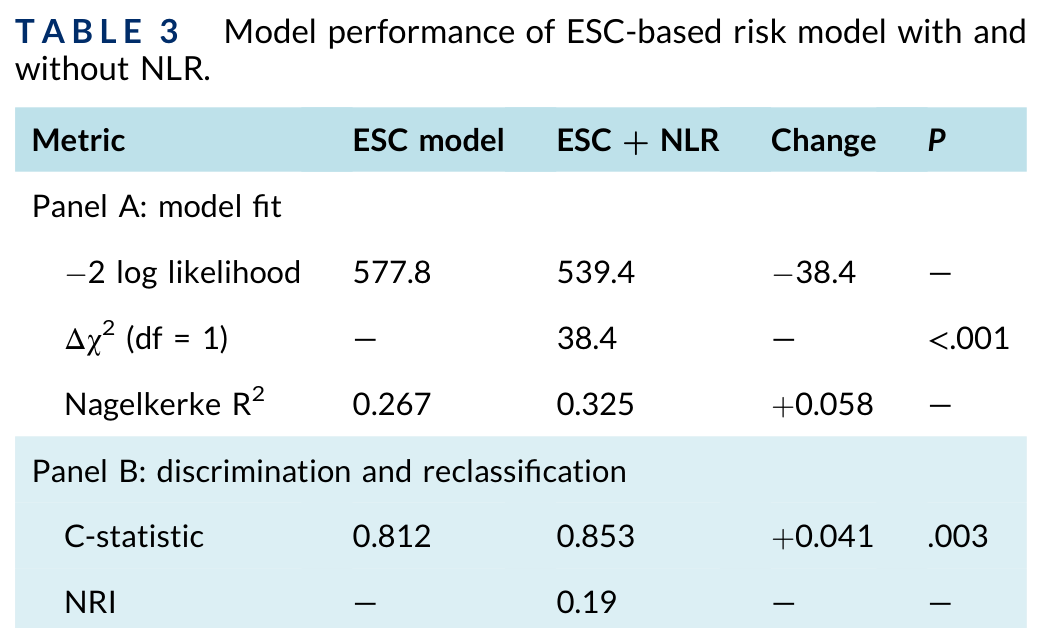 TABLE 3 Model performance of ESC-based risk model with and
without NLR.
Metric ESC model ESC + NLR Change P
Panel A: model fit
−2 log likelihood 577.8 539.4 −38.4 —
Δχ² (df = 1) — 38.4 — <.001
Nagelkerke R² 0.267 0.325 +0.058 —
Panel B: discrimination and reclassification
C-statistic 0.812 0.853 +0.041 .003
NRI — 0.19 — —